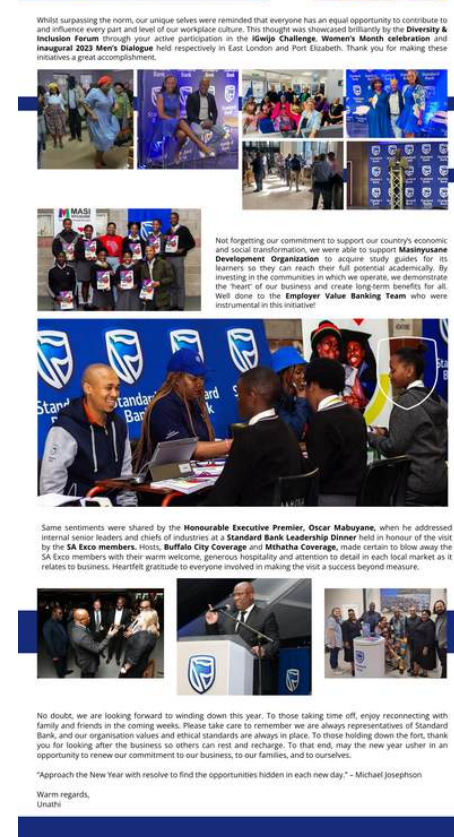 Whilst surpassing the norm, our unique selves were reminded that everyone has an equal opportunity to contribute to
and influence every part and level of our workplace culture. This thought was showcased brilliantly by the Diversity &
Inclusion Forum through your active participation in the iGwijo Challenge, Women's Month celebration and
inaugural 2023 Men's Dialogue held respectively in East London and Port Elizabeth. Thank you for making these
initiatives a great accomplishment.
MASI
Not forgetting our commitment to support our country's economic
and social transformation, we were able to support Masinyusane
Development Organization to acquire study guides for its
learners so they can reach their full potential academically. By
investing in the communities in which we operate, we demonstrate
the 'heart' of our business and create long-term benefits for all.
Well done to the Employer Value Banking Team who were
instrumental in this initiative!
Standard
Bank
Same sentiments were shared by the Honourable Executive Premier, Oscar Mabuyane, when he addressed
internal senior leaders and chiefs of industries at a Standard Bank Leadership Dinner held in honour of the visit
by the SA Exco members. Hosts, Buffalo City Coverage and Mthatha Coverage, made certain to blow away the
SA Exco members with their warm welcome, generous hospitality and attention to detail in each local market as it
relates to business. Heartfelt gratitude to everyone involved in making the visit a success beyond measure.
No doubt, we are looking forward to winding down this year. To those taking time off, enjoy reconnecting with
family and friends in the coming weeks. Please take care to remember we are always representatives of Standard
Bank, and our organisation values and ethical standards are always in place. To those holding down the fort, thank
you for looking after the business so others can rest and recharge. To that end, may the new year usher in an
opportunity to renew our commitment to our business, to our families, and to ourselves.
"Approach the New Year with resolve to find the opportunities hidden in each new day." – Michael Josephson
Warm regards,
Unathi